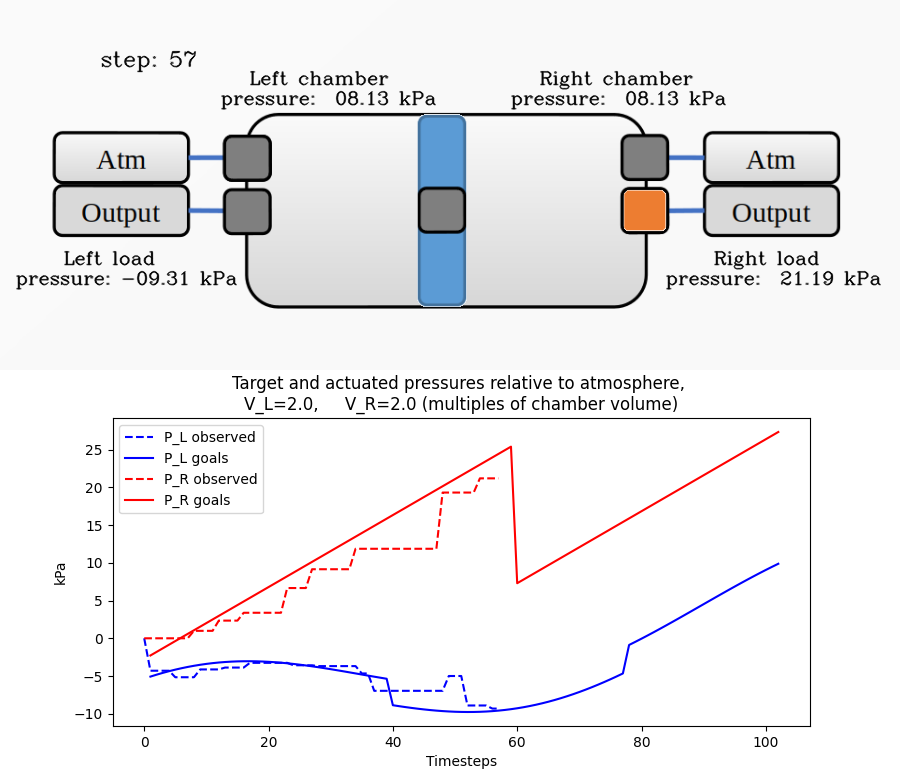 step: 57
Left chamber
pressure: 08.13 kPa
Right chamber
pressure: 08.13 kPa
Atm
Atm
Output
Output
Left load
pressure: −09.31 kPa
Right load
pressure: 21.19 kPa
Target and actuated pressures relative to atmosphere,
V_L=2.0, V_R=2.0 (multiples of chamber volume)
P_L observed
P_L goals
P_R observed
P_R goals
kPa
25
20
15
10
5
0
−5
−10
0 20 40 60 80 100
Timesteps